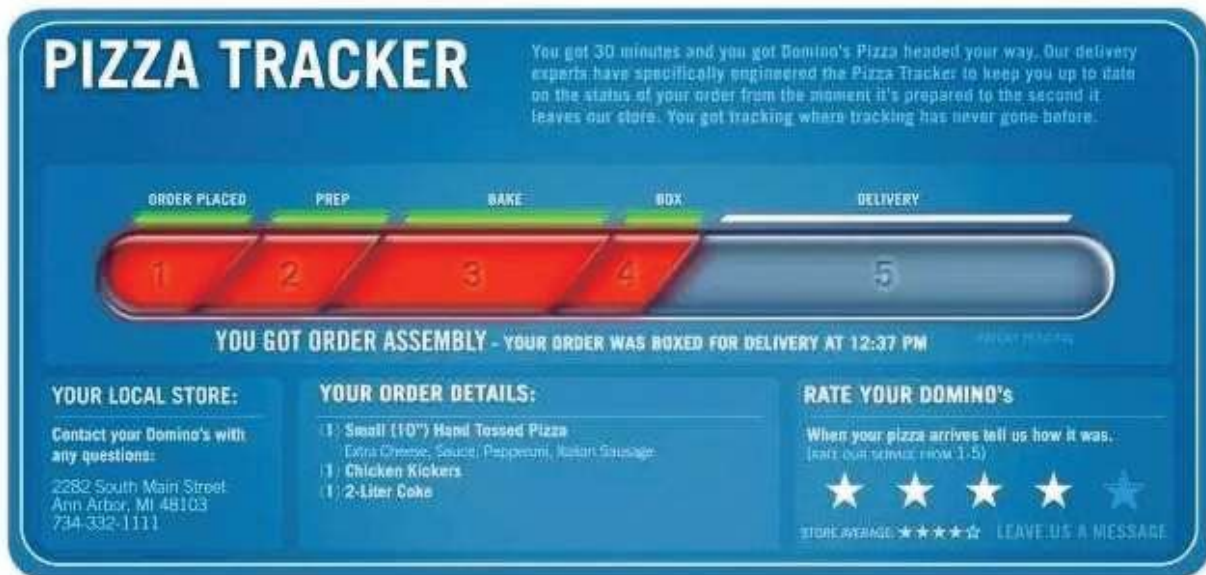 PIZZA TRACKER
You got 30 minutes and you got Domino's Pizza headed your way. Our delivery
experts have specifically engineered the Pizza Tracker to keep you up to date
on the status of your order from the moment it's prepared to the second it
leaves our store. You got tracking where tracking has never gone before.
ORDER PLACED PREP BAKE BOX DELIVERY
1 2 3 4 5
YOU GOT ORDER ASSEMBLY - YOUR ORDER WAS BOXED FOR DELIVERY AT 12:37 PM
PATENT PENDING
YOUR LOCAL STORE:
Contact your Domino's with
any questions:
2282 South Main Street
Ann Arbor, MI 48103
734-332-1111
YOUR ORDER DETAILS:
(1) Small (10") Hand Tossed Pizza
Extra Cheese, Sauce, Pepperoni, Italian Sausage
(1) Chicken Kickers
(1) 2-Liter Coke
RATE YOUR DOMINO's
When your pizza arrives tell us how it was.
(RATE OUR SERVICE FROM 1-5)
STORE AVERAGE: LEAVE US A MESSAGE